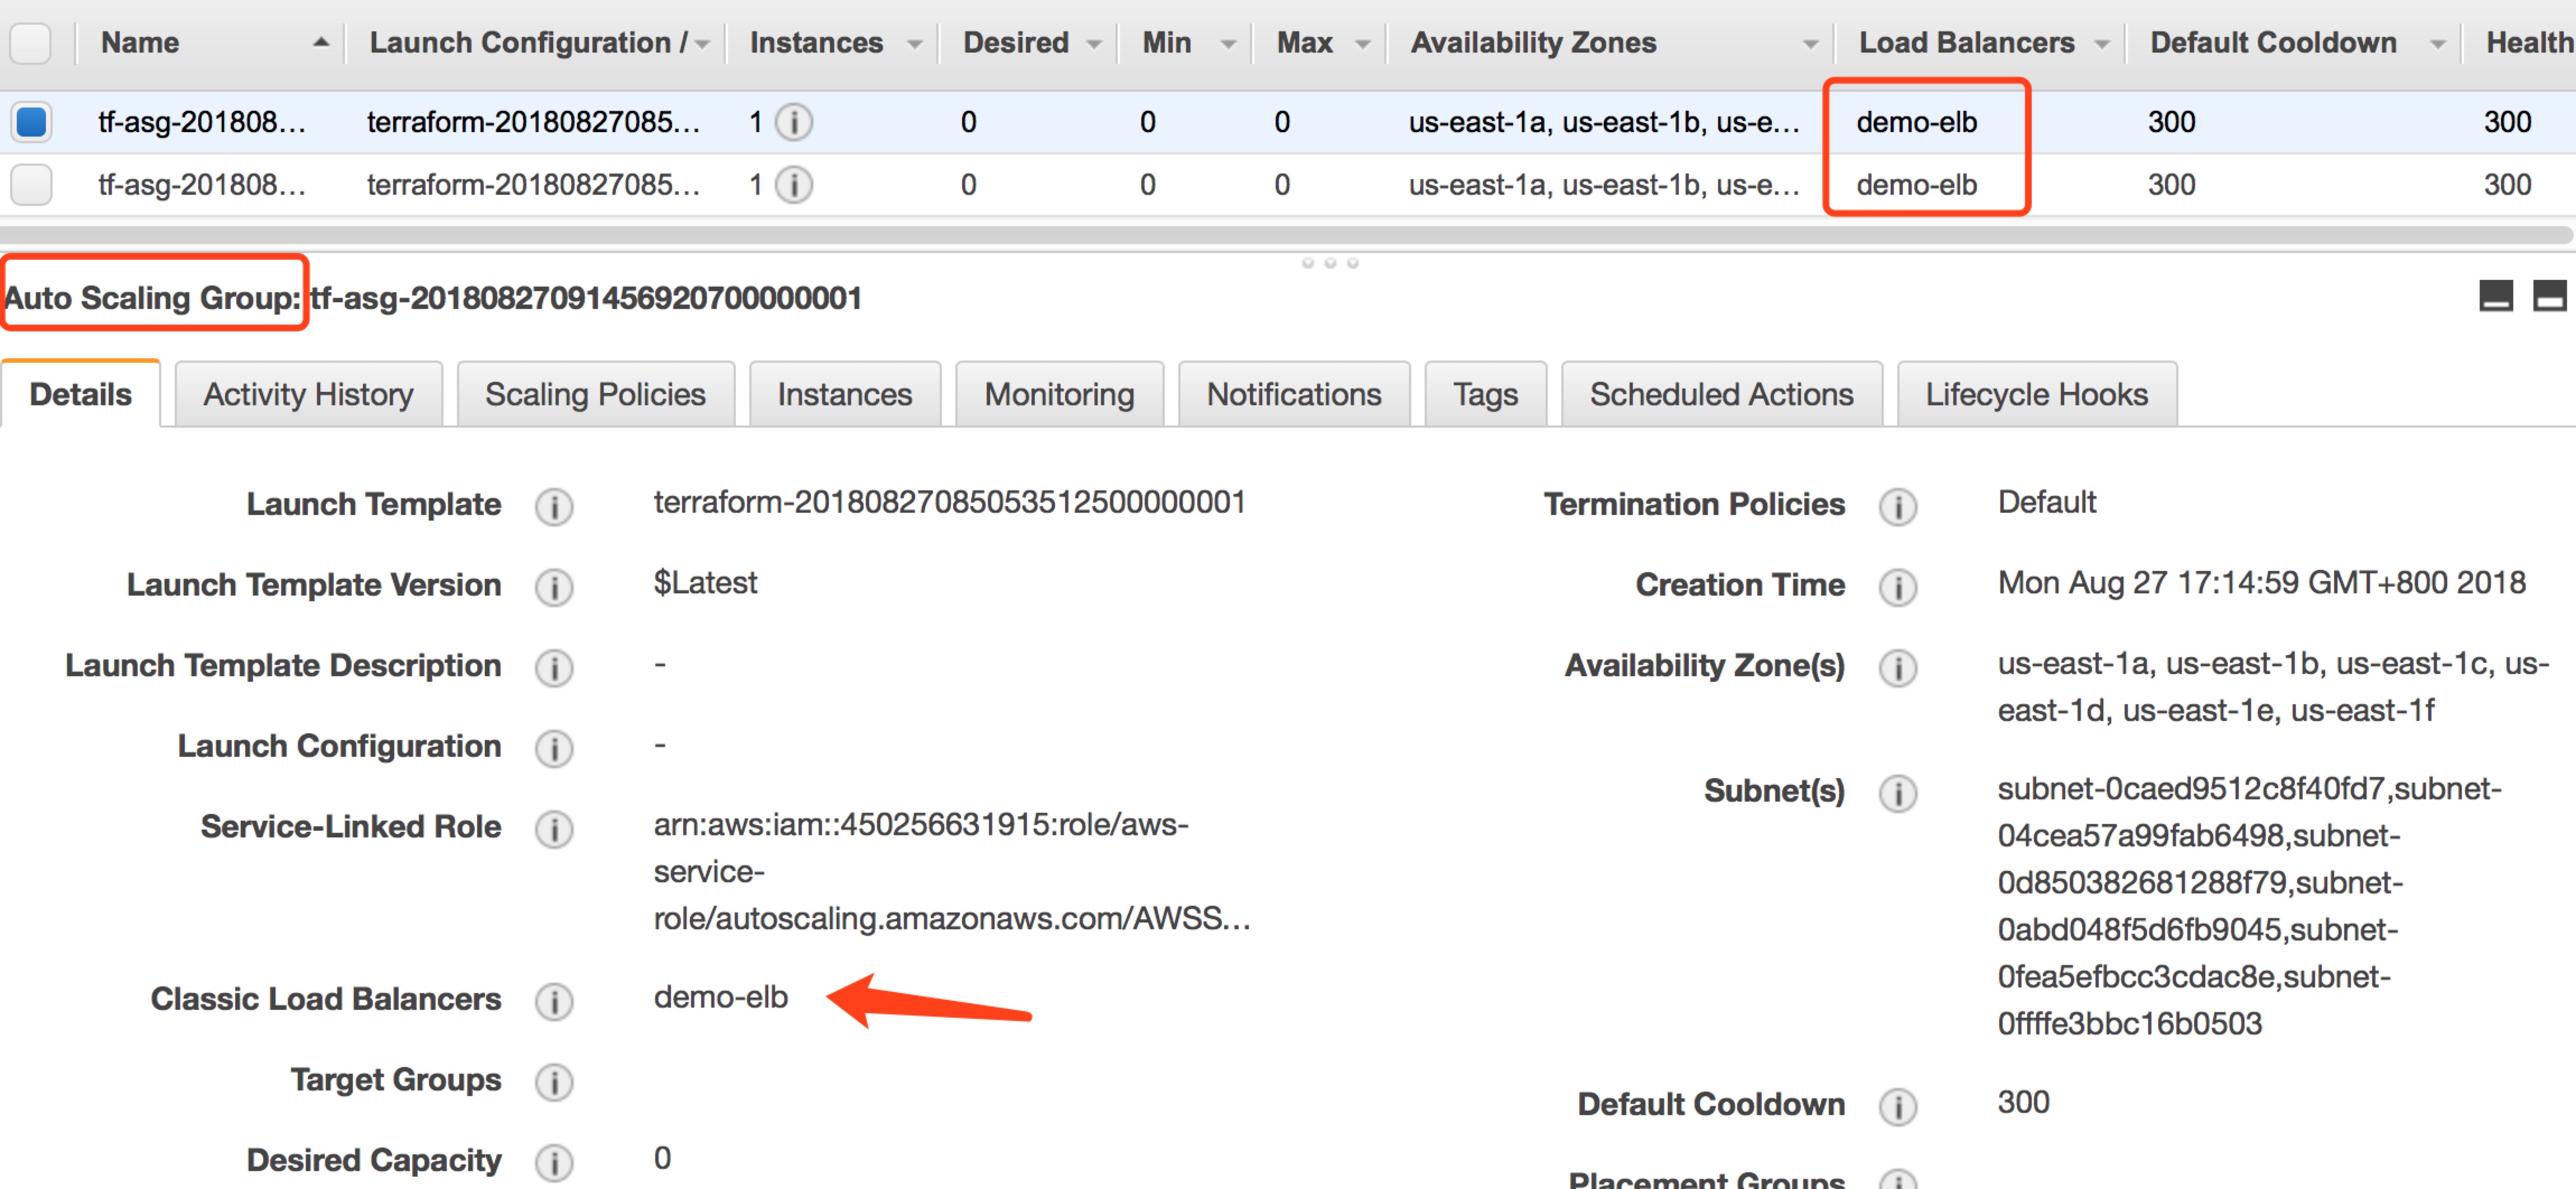 Name Launch Configuration / Instances Desired Min Max Availability Zones Load Balancers Default Cooldown Health
tf-asg-201808... terraform-20180827085... 1 0 0 0 us-east-1a, us-east-1b, us-e... demo-elb 300 300
tf-asg-201808... terraform-20180827085... 1 0 0 0 us-east-1a, us-east-1b, us-e... demo-elb 300 300
Auto Scaling Group: tf-asg-20180827091456920700000001
Details Activity History Scaling Policies Instances Monitoring Notifications Tags Scheduled Actions Lifecycle Hooks
Launch Template terraform-20180827085053512500000001
Launch Template Version $Latest
Launch Template Description -
Launch Configuration -
Service-Linked Role arn:aws:iam::450256631915:role/aws-
service-
role/autoscaling.amazonaws.com/AWSS...
Classic Load Balancers demo-elb
Target Groups
Desired Capacity 0
Termination Policies Default
Creation Time Mon Aug 27 17:14:59 GMT+800 2018
Availability Zone(s) us-east-1a, us-east-1b, us-east-1c, us-
east-1d, us-east-1e, us-east-1f
Subnet(s) subnet-0caed9512c8f40fd7,subnet-
04cea57a99fab6498,subnet-
0d850382681288f79,subnet-
0abd048f5d6fb9045,subnet-
0fea5efbcc3cdac8e,subnet-
0ffffe3bbc16b0503
Default Cooldown 300
Placement Groups